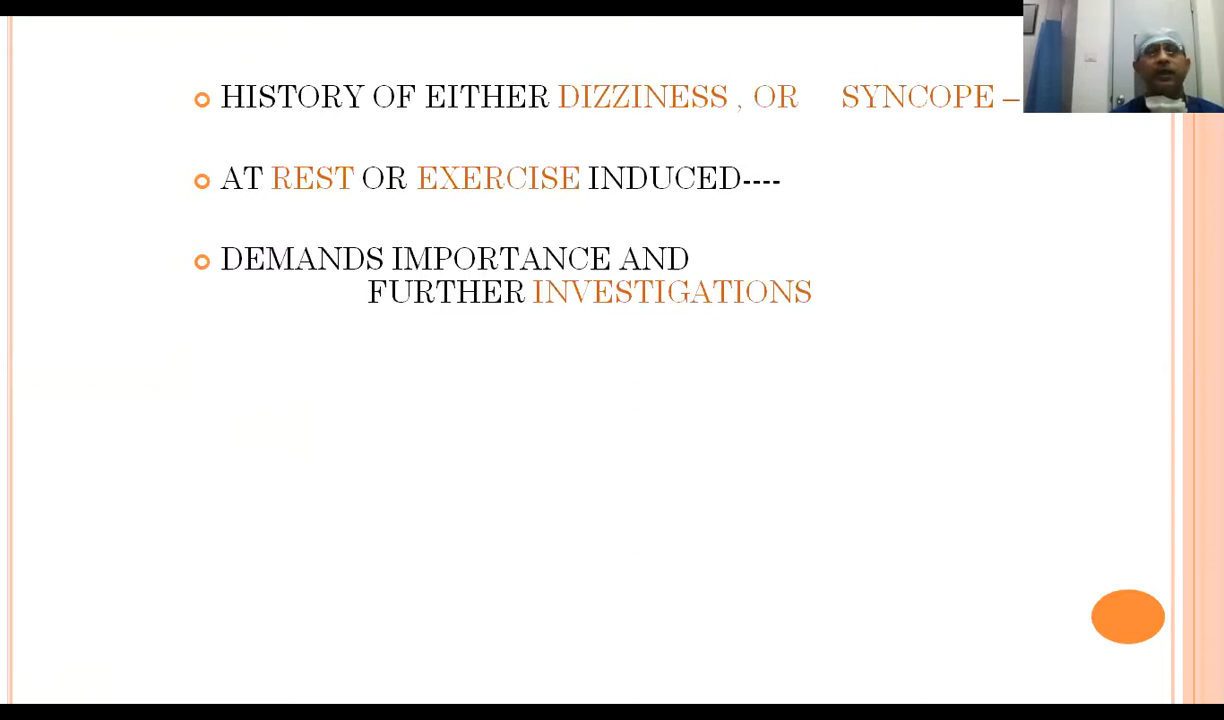 HISTORY OF EITHER DIZZINESS , OR SYNCOPE –
AT REST OR EXERCISE INDUCED----
DEMANDS IMPORTANCE AND
FURTHER INVESTIGATIONS